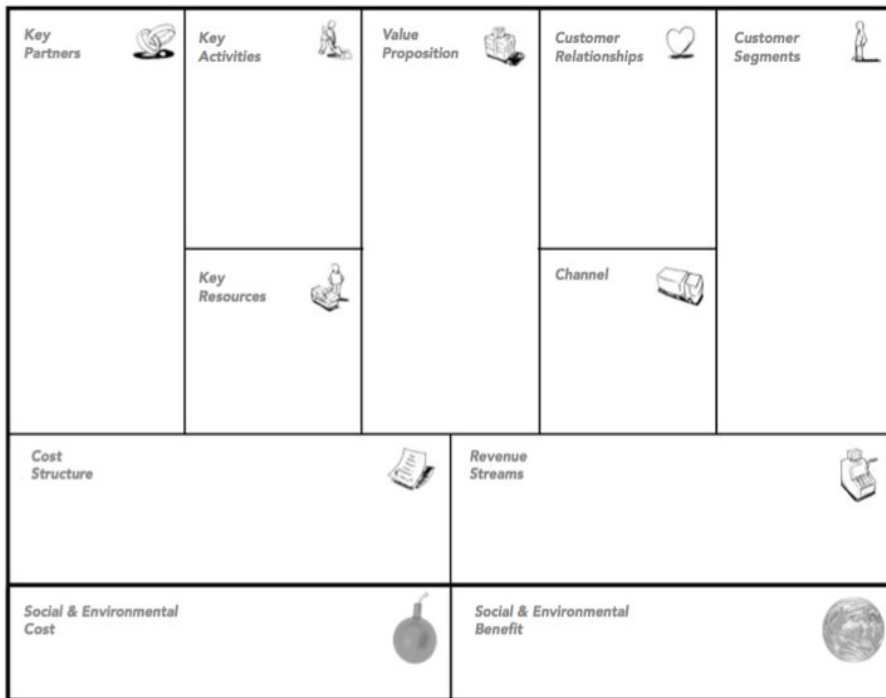 Key
Partners
Key
Activities
Value
Proposition
Customer
Relationships
Customer
Segments
Key
Resources
Channel
Cost
Structure
Revenue
Streams
Social & Environmental
Cost
Social & Environmental
Benefit